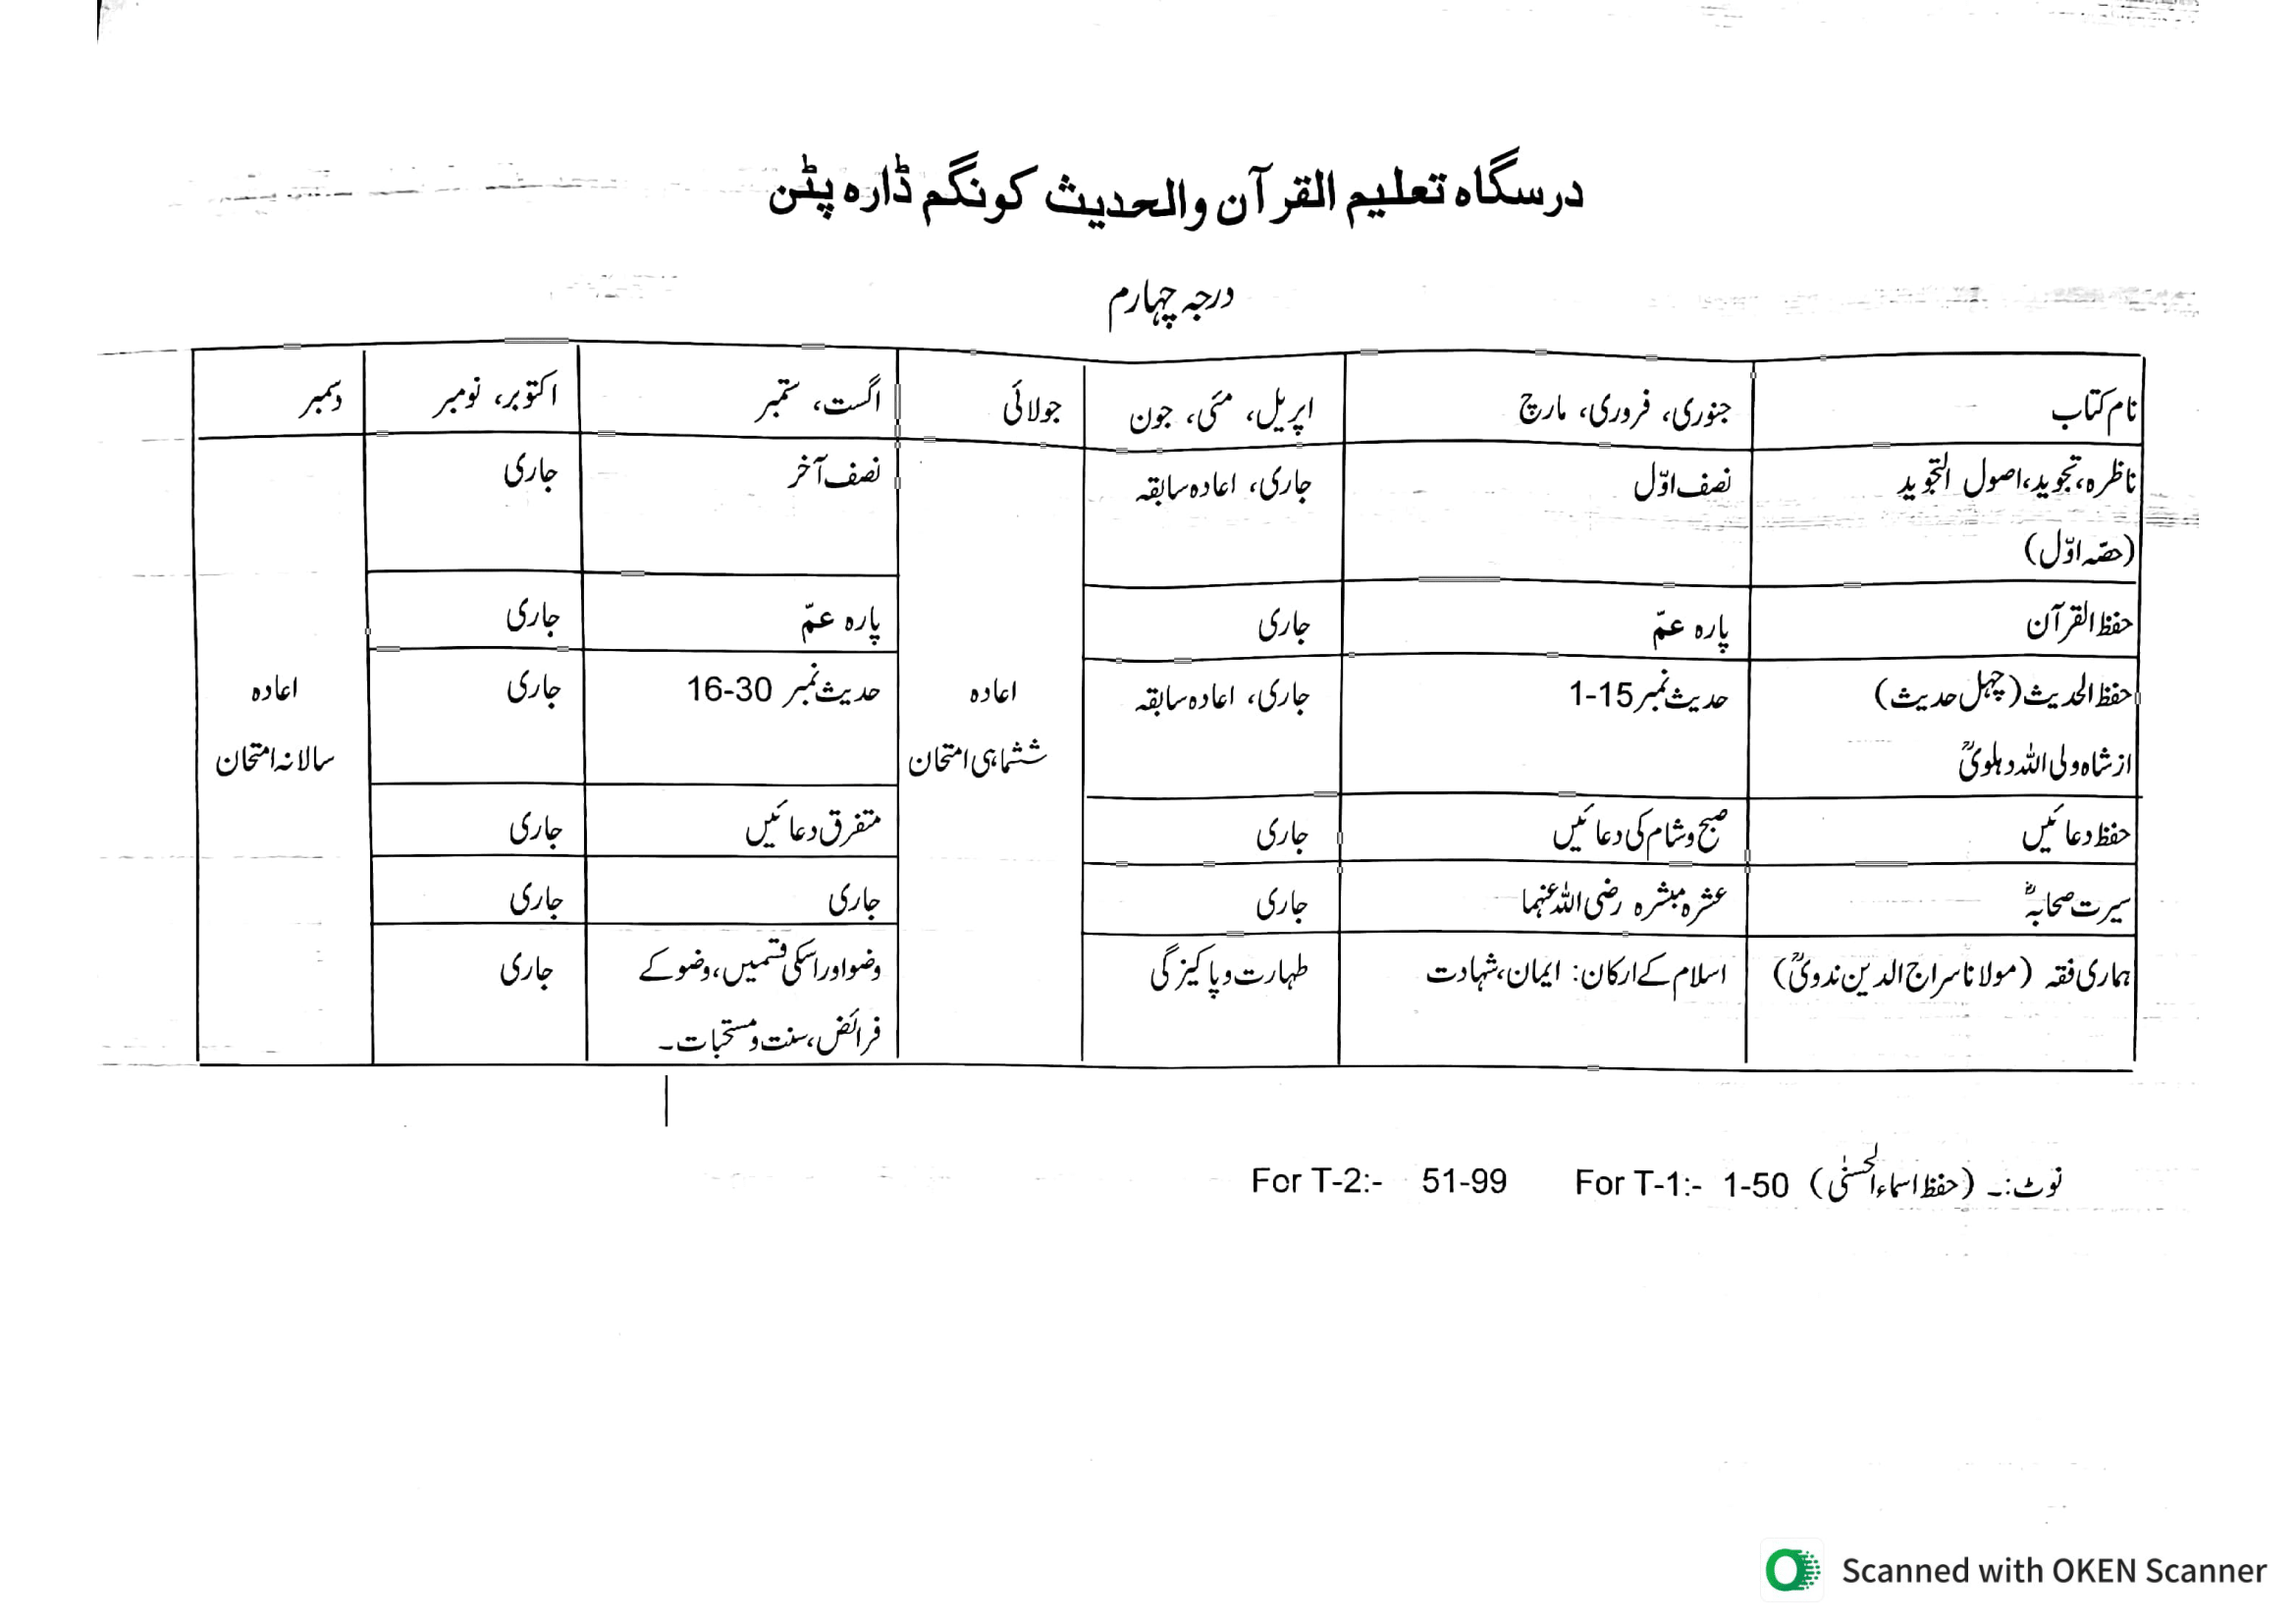 درسگاہ تعلیم القرآن والحدیث کونگم ڈارہ پٹن
درجہ چہارم
نام کتاب جنوری، فروری، مارچ اپریل، مئی، جون جولائی اگست، ستمبر اکتوبر، نومبر دسمبر
ناظرہ، تجوید، اصول التجوید نصف اوّل جاری، اعادہ سابقہ نصف آخر جاری
(حصّہ اوّل)
حفظ القرآن پارہ عمّ جاری پارہ عمّ جاری
حفظ الحدیث (چہل حدیث) حدیث نمبر 1-15 جاری، اعادہ سابقہ اعادہ حدیث نمبر 16-30 جاری اعادہ
از شاہ ولی اللہ دہلویؒ ششماہی امتحان سالانہ امتحان
حفظ دعائیں صبح و شام کی دعائیں جاری متفرق دعائیں جاری
سیرت صحابہؓ عشرہ مبشرہ رضی اللہ عنہما جاری جاری جاری
ہماری فقہ (مولانا سراج الدین ندویؒ) اسلام کے ارکان: ایمان، شہادت طہارت و پاکیزگی وضو اور اسکی قسمیں، وضو کے جاری
فرائض، سنت و مستحبات۔
نوٹ:۔ (حفظ اسماء الحسنٰی) For T-1:- 1-50 For T-2:- 51-99
Scanned with OKEN Scanner